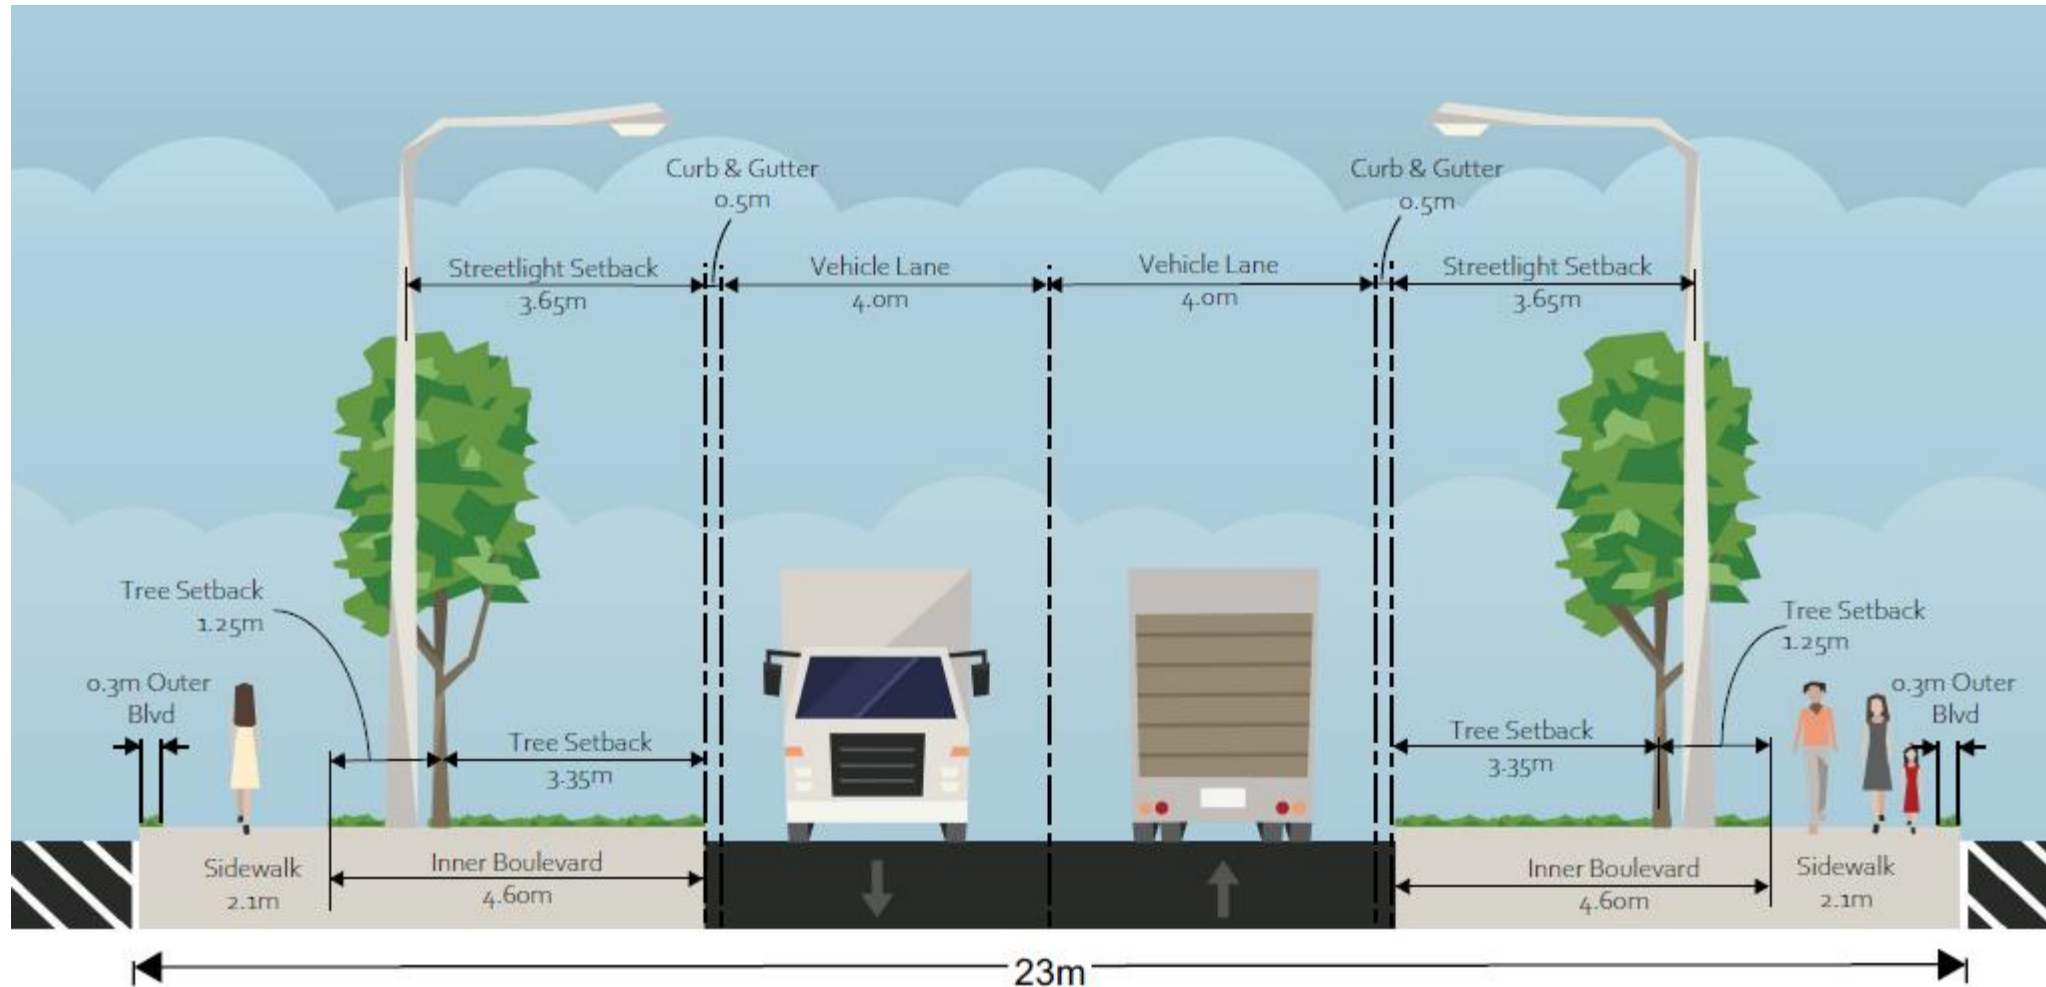 Curb & Gutter
0.5m
Curb & Gutter
0.5m
Streetlight Setback
3.65m
Vehicle Lane
4.0m
Vehicle Lane
4.0m
Streetlight Setback
3.65m
Tree Setback
1.25m
Tree Setback
1.25m
0.3m Outer
Blvd
0.3m Outer
Blvd
Tree Setback
3.35m
Tree Setback
3.35m
Sidewalk
2.1m
Inner Boulevard
4.60m
Inner Boulevard
4.60m
Sidewalk
2.1m
23m